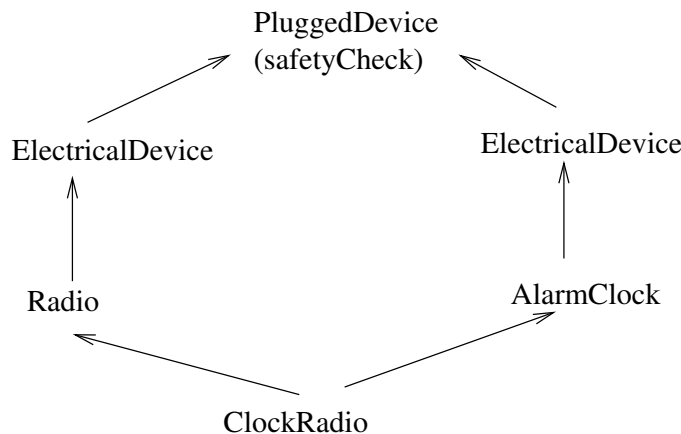 PluggedDevice
(safetyCheck)
ElectricalDevice
ElectricalDevice
Radio
AlarmClock
ClockRadio